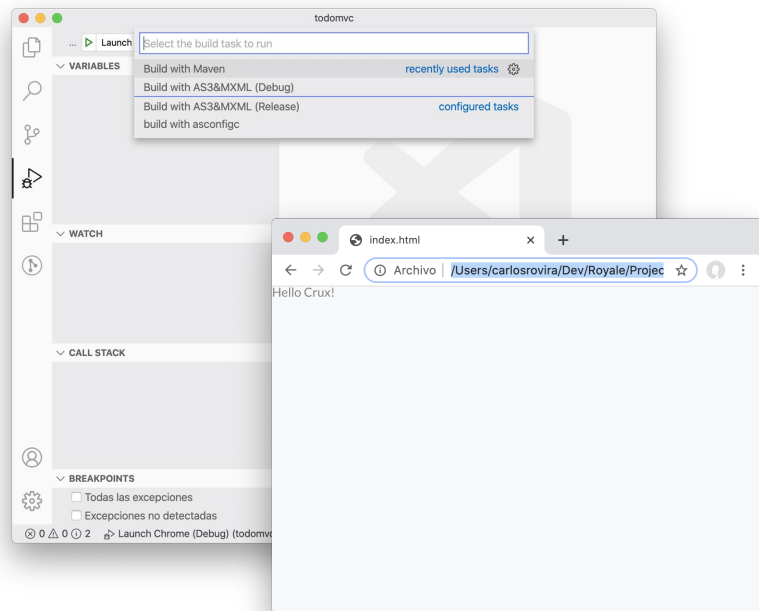 todomvc
... Launch
Select the build task to run
VARIABLES
Build with Maven recently used tasks
Build with AS3&MXML (Debug)
Build with AS3&MXML (Release) configured tasks
build with asconfigc
WATCH
CALL STACK
BREAKPOINTS
Todas las excepciones
Excepciones no detectadas
0 0 2 Launch Chrome (Debug) (todomvc
index.html
Archivo | /Users/carlosrovira/Dev/Royale/Projec
Hello Crux!